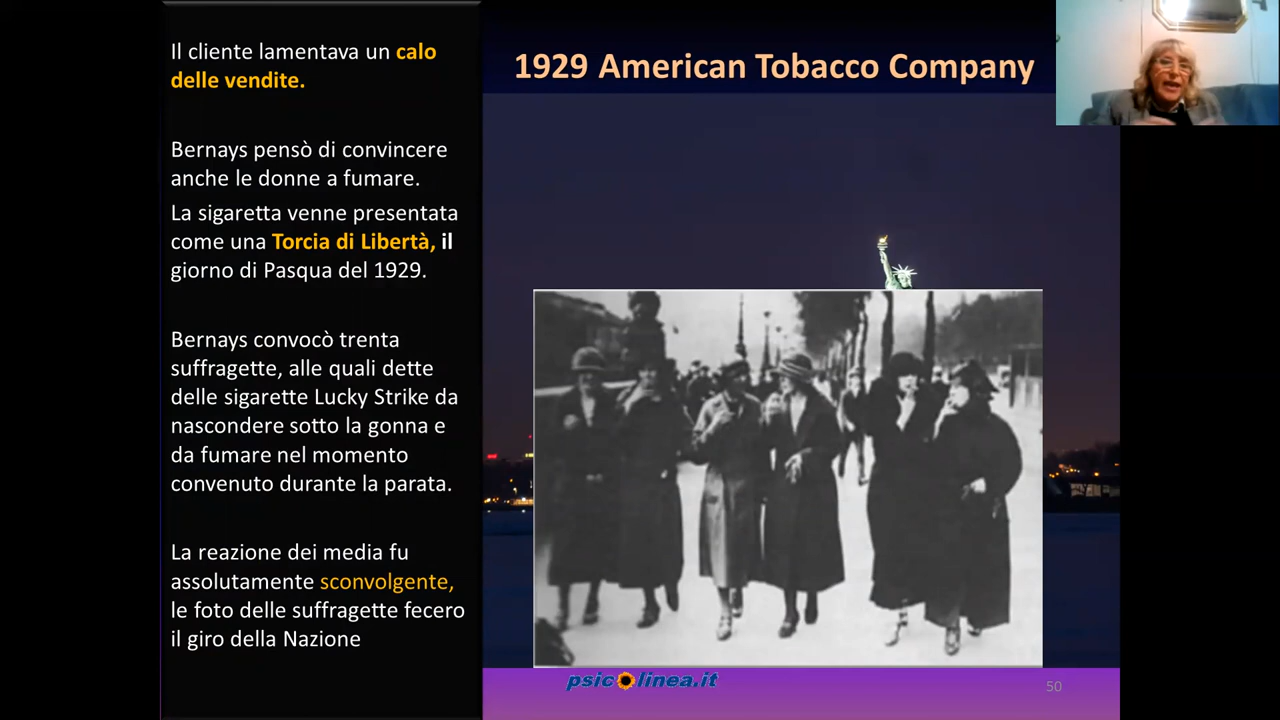 1929 American Tobacco Company
Il cliente lamentava un calo
delle vendite.
Bernays pensò di convincere
anche le donne a fumare.
La sigaretta venne presentata
come una Torcia di Libertà, il
giorno di Pasqua del 1929.
Bernays convocò trenta
suffragette, alle quali dette
delle sigarette Lucky Strike da
nascondere sotto la gonna e
da fumare nel momento
convenuto durante la parata.
La reazione dei media fu
assolutamente sconvolgente,
le foto delle suffragette fecero
il giro della Nazione
psicolinea.it
50